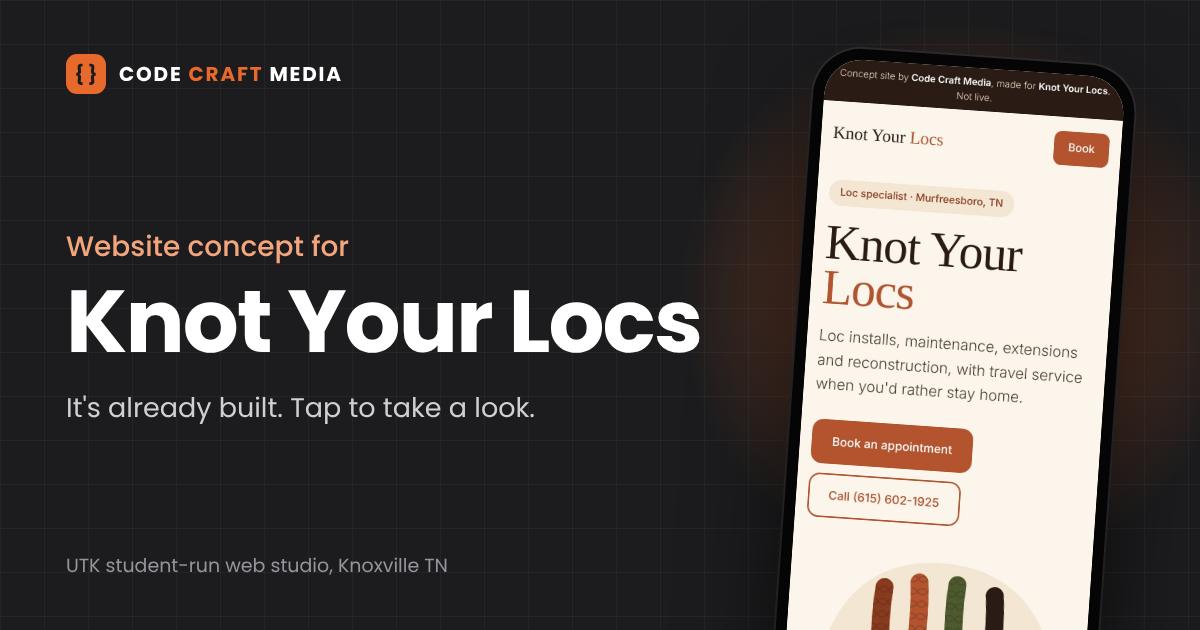 { } CODE CRAFT MEDIA
Website concept for
Knot Your Locs
It's already built. Tap to take a look.
UTK student-run web studio, Knoxville TN
Concept site by Code Craft Media, made for Knot Your Locs.
Not live.
Knot Your Locs
Book
Loc specialist · Murfreesboro, TN
Knot Your
Locs
Loc installs, maintenance, extensions
and reconstruction, with travel service
when you'd rather stay home.
Book an appointment
Call (615) 602-1925